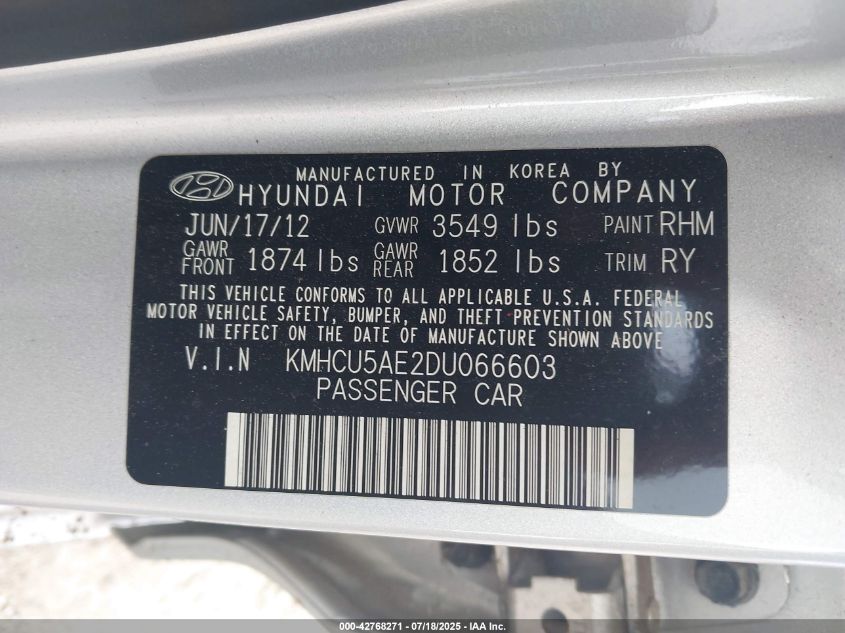 MANUFACTURED IN KOREA BY
HYUNDAI MOTOR COMPANY
JUN/17/12 GVWR 3549 lbs PAINT RHM
GAWR FRONT 1874 lbs GAWR REAR 1852 lbs TRIM RY
THIS VEHICLE CONFORMS TO ALL APPLICABLE U.S.A. FEDERAL
MOTOR VEHICLE SAFETY, BUMPER, AND THEFT PREVENTION STANDARDS
IN EFFECT ON THE DATE OF MANUFACTURE SHOWN ABOVE
V.I.N KMHCU5AE2DU066603
PASSENGER CAR
000-42768271 - 07/18/2025 - IAA Inc.